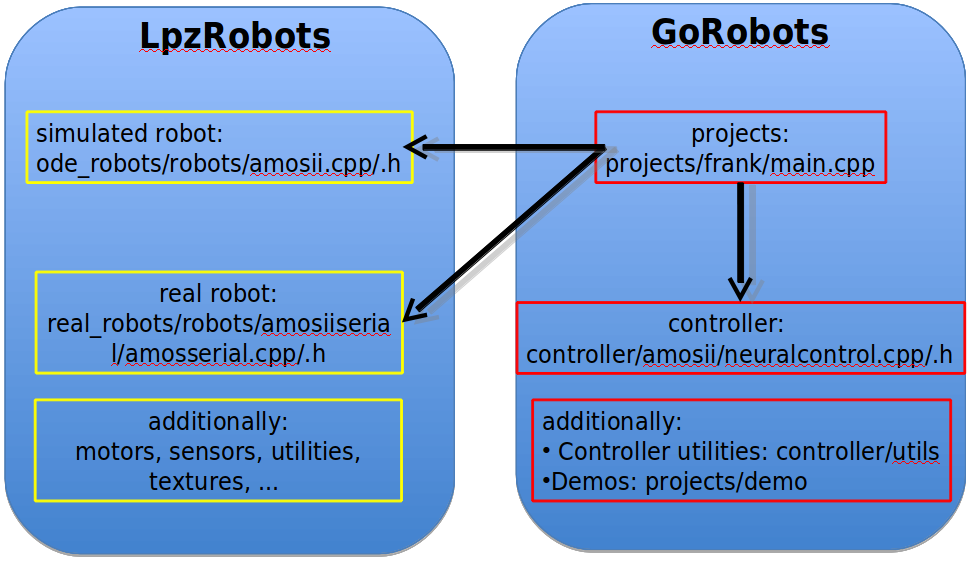 LpzRobots
simulated robot:
ode_robots/robots/amosii.cpp/.h
real robot:
real_robots/robots/amosiiseria
l/amosserial.cpp/.h
additionally:
motors, sensors, utilities,
textures, ...
GoRobots
projects:
projects/frank/main.cpp
controller:
controller/amosii/neuralcontrol.cpp/.h
additionally:
• Controller utilities: controller/utils
•Demos: projects/demo